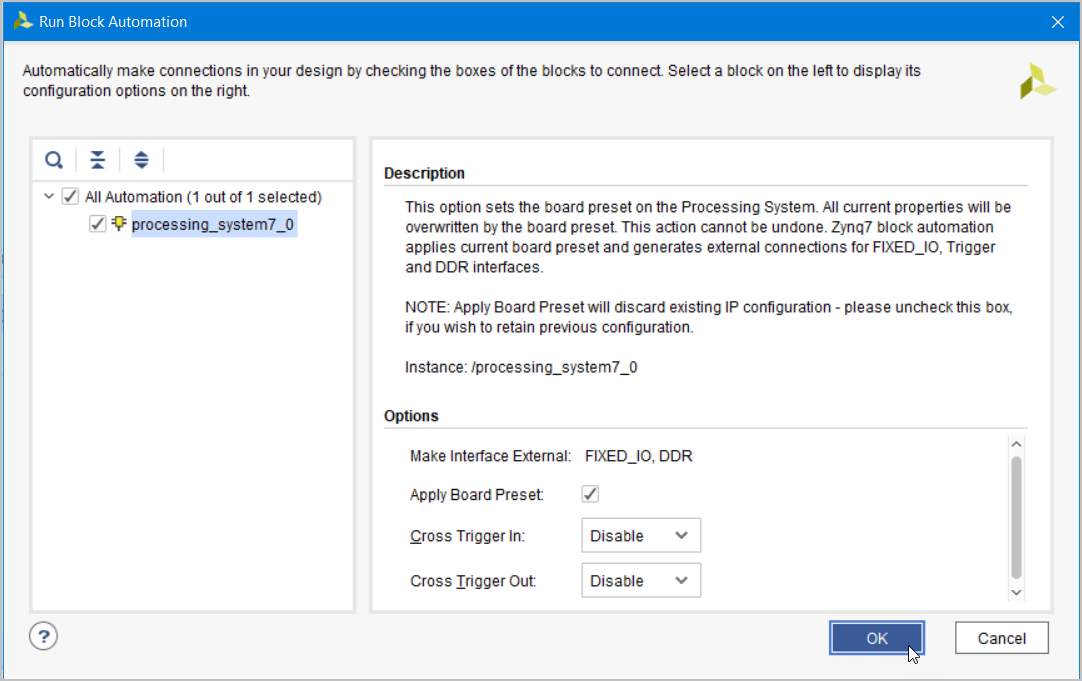 Run Block Automation
Automatically make connections in your design by checking the boxes of the blocks to connect. Select a block on the left to display its
configuration options on the right.
All Automation (1 out of 1 selected)
processing_system7_0
Description
This option sets the board preset on the Processing System. All current properties will be
overwritten by the board preset. This action cannot be undone. Zynq7 block automation
applies current board preset and generates external connections for FIXED_IO, Trigger
and DDR interfaces.
NOTE: Apply Board Preset will discard existing IP configuration - please uncheck this box,
if you wish to retain previous configuration.
Instance: /processing_system7_0
Options
Make Interface External: FIXED_IO, DDR
Apply Board Preset:
Cross Trigger In: Disable
Cross Trigger Out: Disable
?
OK
Cancel